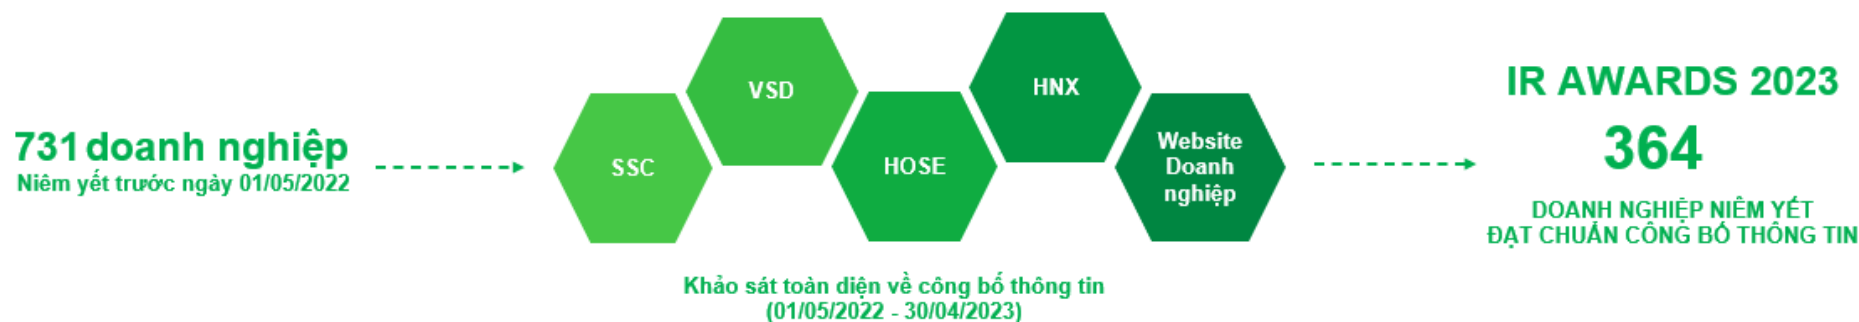 731 doanh nghiệp
Niêm yết trước ngày 01/05/2022
SSC
VSD
HOSE
HNX
Website
Doanh
nghiệp
Khảo sát toàn diện về công bố thông tin
(01/05/2022 - 30/04/2023)
IR AWARDS 2023
364
DOANH NGHIỆP NIÊM YẾT
ĐẠT CHUẨN CÔNG BỐ THÔNG TIN